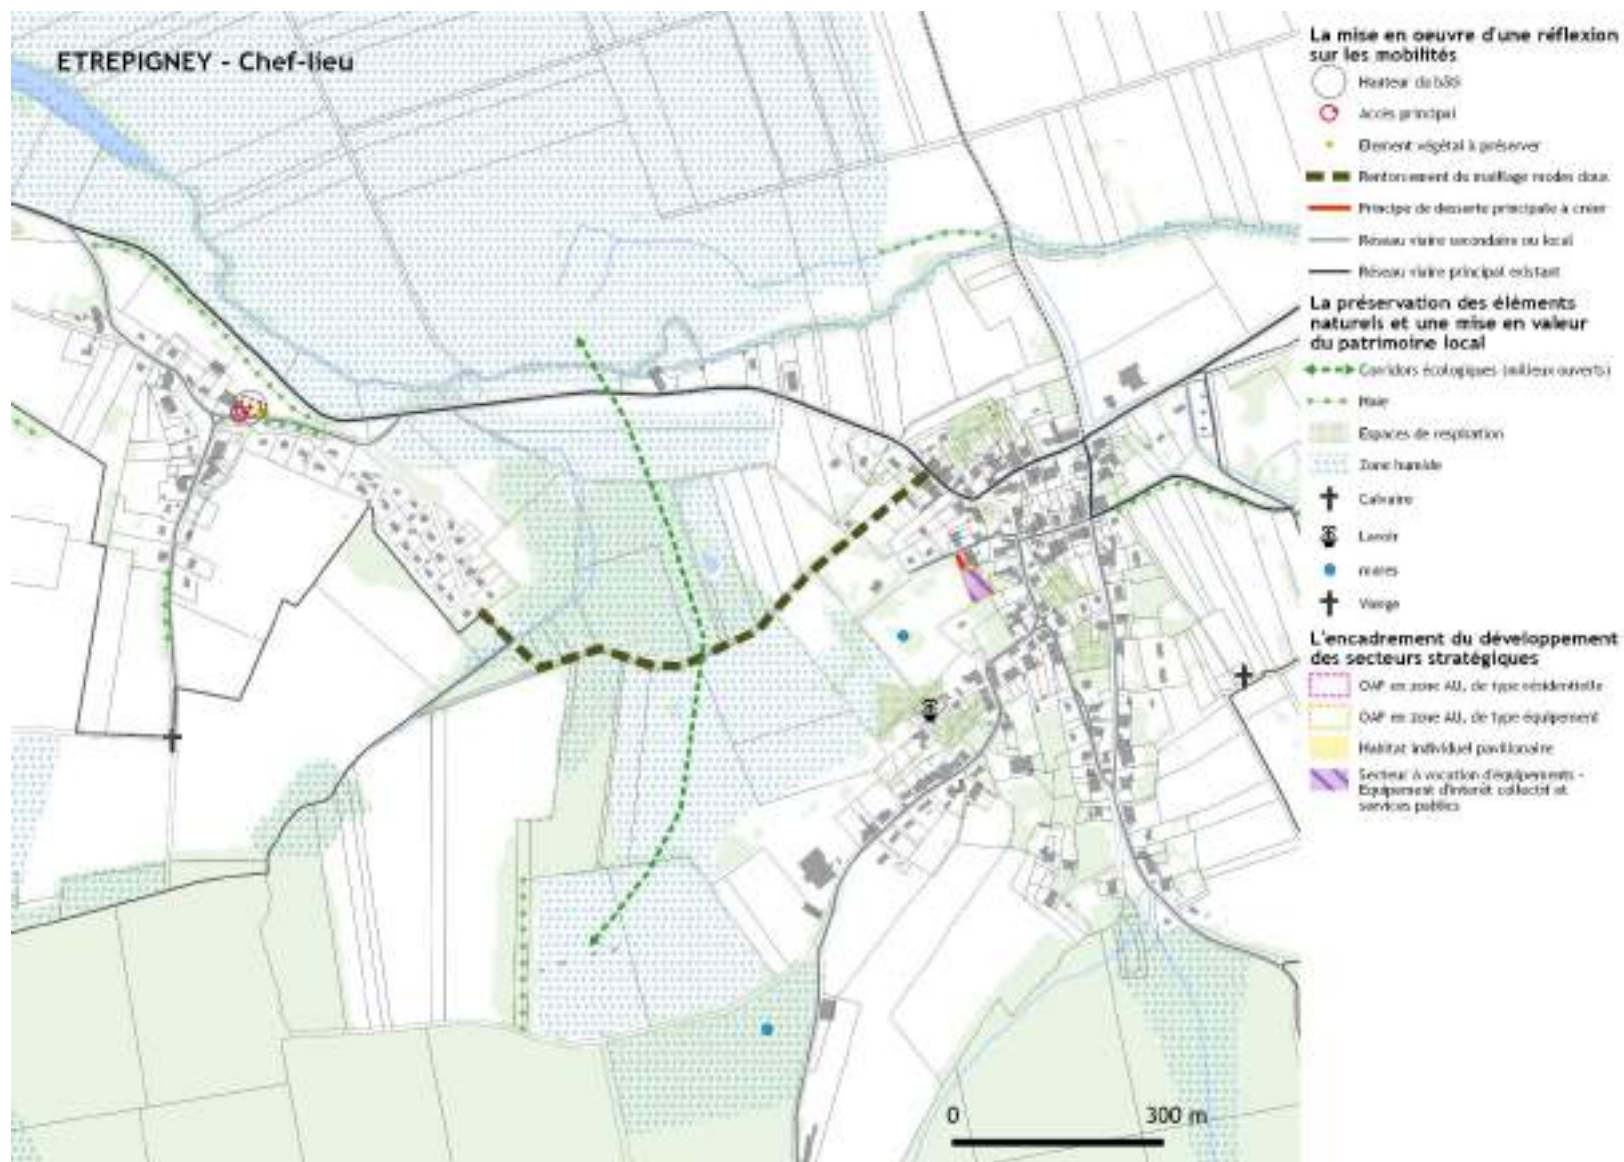 ETREPIGNEY - Chef-lieu
La mise en oeuvre d'une réflexion
sur les mobilités
Hauteur du bâti
Accès principal
Element végétal à préserver
Renforcement du maillage modes doux
Principe de desserte principale à créer
Réseau viaire secondaire ou local
Réseau viaire principal existant
La préservation des éléments
naturels et une mise en valeur
du patrimoine local
Corridors écologiques (milieux ouverts)
Haie
Espaces de respiration
Zone humide
Calvaire
Lavoir
mares
Vierge
L'encadrement du développement
des secteurs stratégiques
OAP en zone AU, de type résidentielle
OAP en zone AU, de type équipement
Habitat individuel pavillonaire
Secteur à vocation d'équipements -
Equipement d'interêt collectif et
services publics
0 300 m